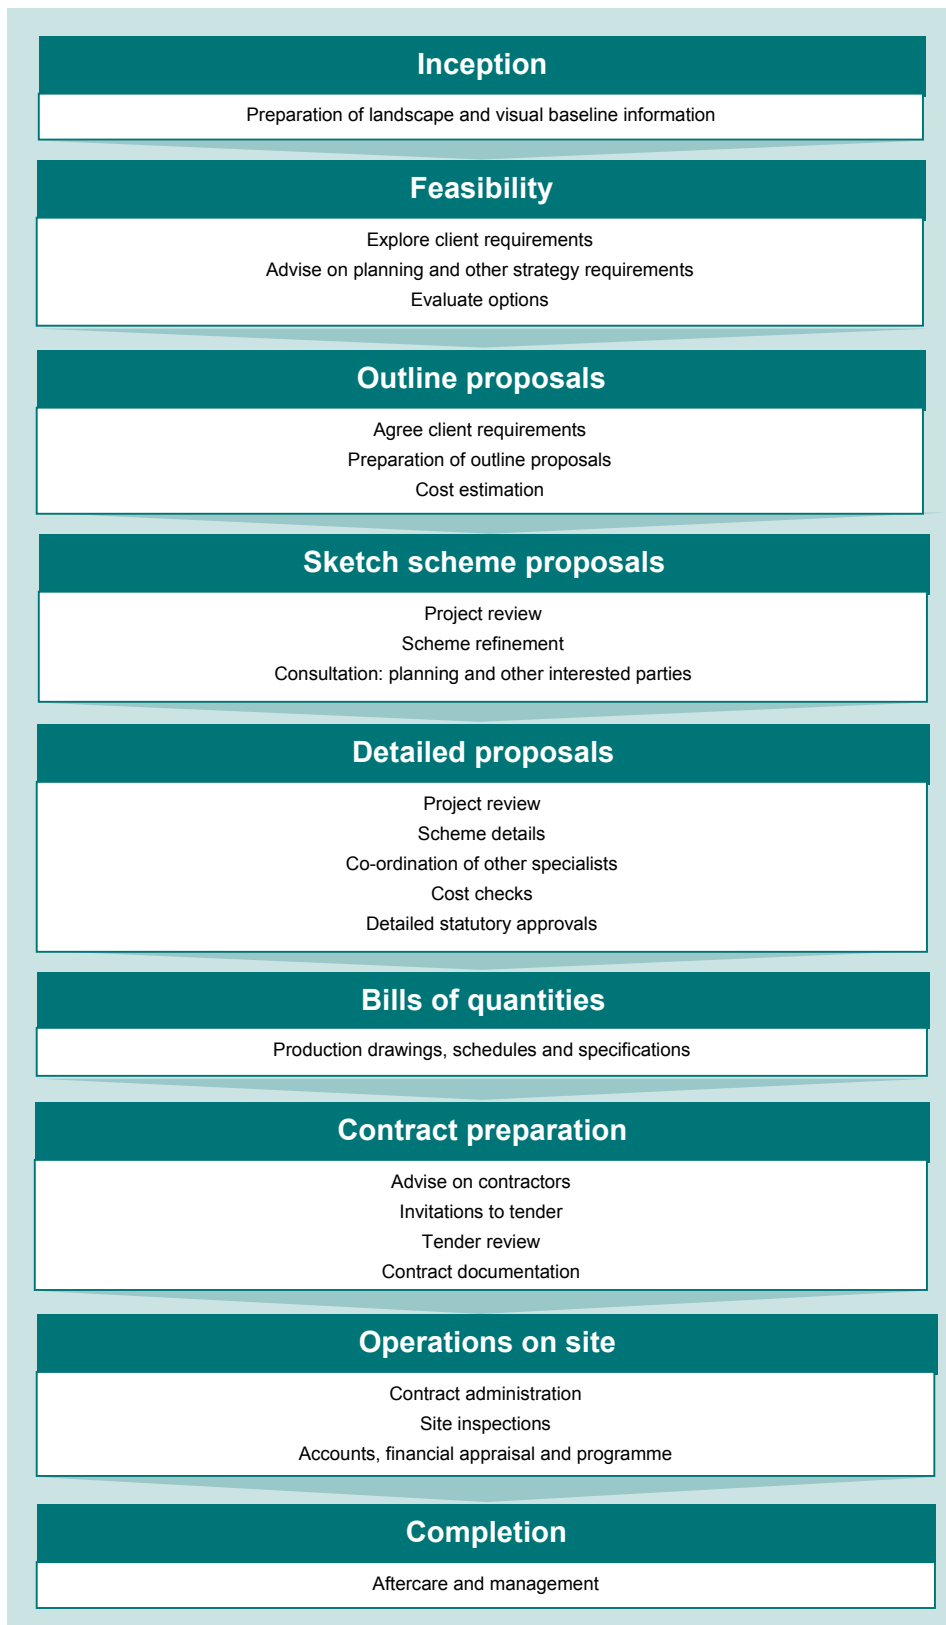 Inception
Preparation of landscape and visual baseline information
Feasibility
Explore client requirements
Advise on planning and other strategy requirements
Evaluate options
Outline proposals
Agree client requirements
Preparation of outline proposals
Cost estimation
Sketch scheme proposals
Project review
Scheme refinement
Consultation: planning and other interested parties
Detailed proposals
Project review
Scheme details
Co-ordination of other specialists
Cost checks
Detailed statutory approvals
Bills of quantities
Production drawings, schedules and specifications
Contract preparation
Advise on contractors
Invitations to tender
Tender review
Contract documentation
Operations on site
Contract administration
Site inspections
Accounts, financial appraisal and programme
Completion
Aftercare and management